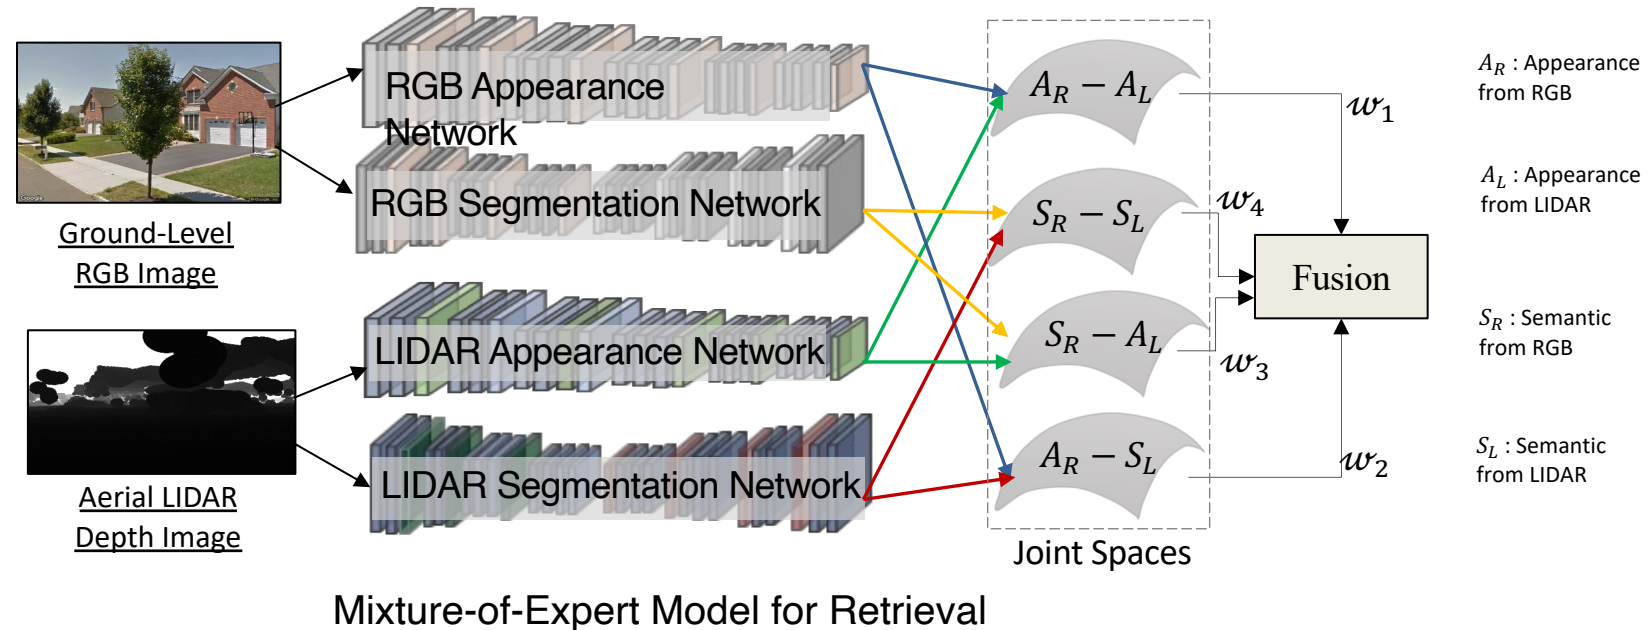 RGB Appearance
Network
RGB Segmentation Network
LIDAR Appearance Network
LIDAR Segmentation Network
Google
Ground-Level
RGB Image
Aerial LIDAR
Depth Image
A_R − A_L
S_R − S_L
S_R − A_L
A_R − S_L
Joint Spaces
w_1
w_4
w_3
w_2
Fusion
A_R : Appearance
from RGB
A_L : Appearance
from LIDAR
S_R : Semantic
from RGB
S_L : Semantic
from LIDAR
Mixture-of-Expert Model for Retrieval